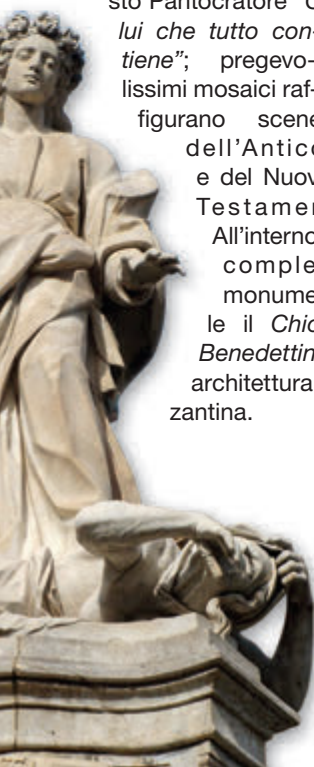 sto Pantocratore "C
lui che tutto con-
tiene"; pregevo-
lissimi mosaici raf-
figurano scene
dell'Antico
e del Nuov
Testamen
All'interno
comple
monume
le il Chio
Benedettin
architettura
zantina.